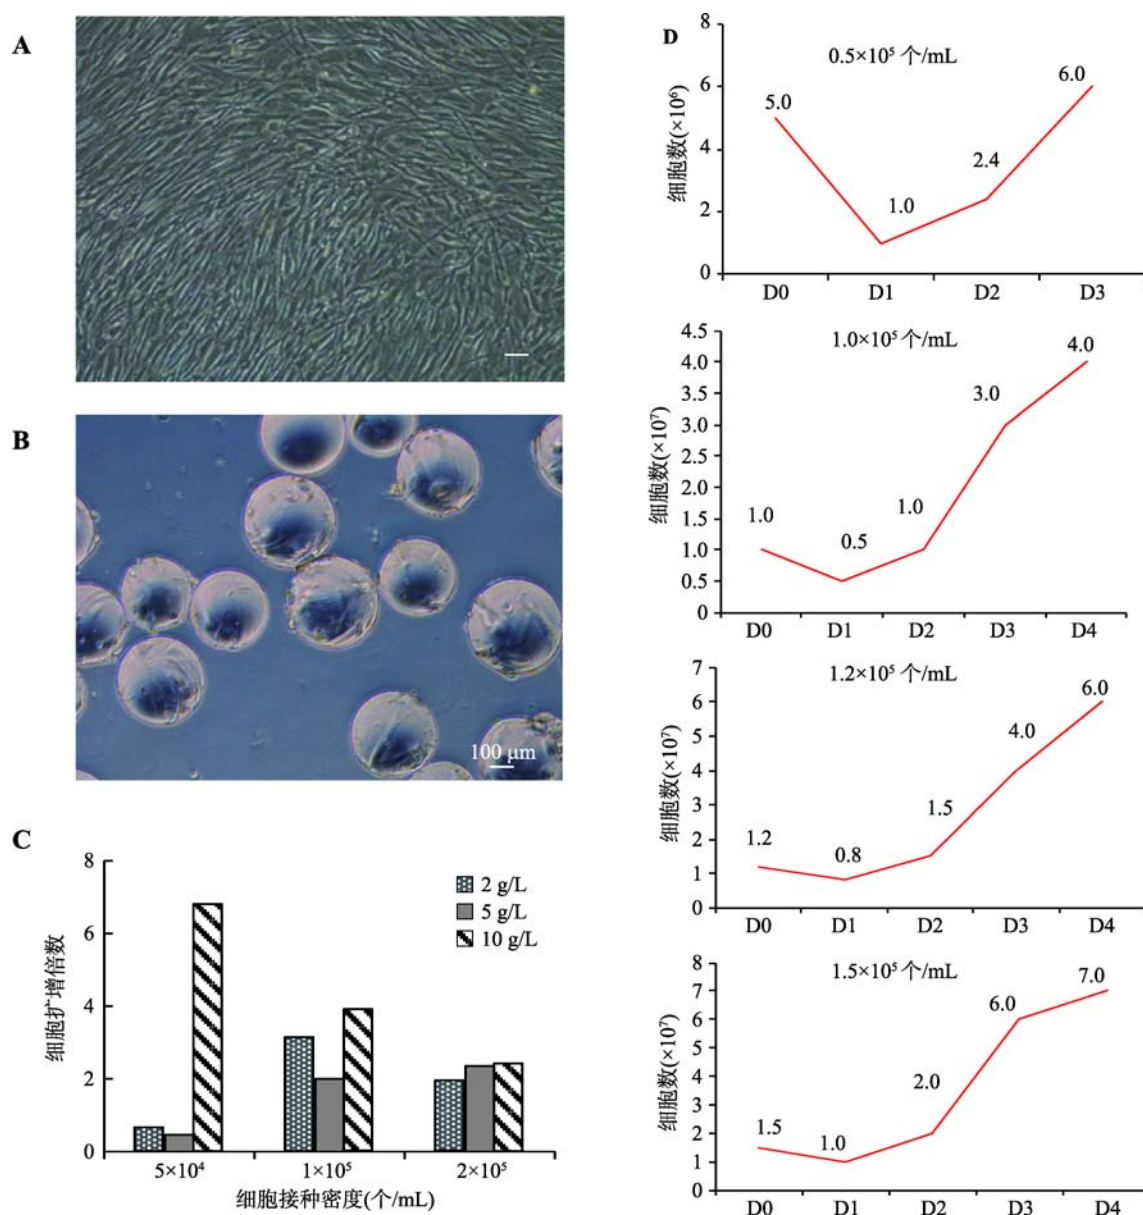 A
B
100 μm
C
8
6
4
2
0
细胞扩增倍数
2 g/L
5 g/L
10 g/L
5×10⁴
1×10⁵
2×10⁵
细胞接种密度(个/mL)
D
0.5×10⁵ 个/mL
8
6
4
2
0
细胞数(×10⁶)
5.0
1.0
2.4
6.0
D0
D1
D2
D3
1.0×10⁵ 个/mL
4.5
4.0
3.5
3.0
2.5
2.0
1.5
1.0
0.5
0
细胞数(×10⁷)
1.0
0.5
1.0
3.0
4.0
D0
D1
D2
D3
D4
1.2×10⁵ 个/mL
7
6
5
4
3
2
1
0
细胞数(×10⁷)
1.2
0.8
1.5
4.0
6.0
D0
D1
D2
D3
D4
1.5×10⁵ 个/mL
8
7
6
5
4
3
2
1
0
细胞数(×10⁷)
1.5
1.0
2.0
6.0
7.0
D0
D1
D2
D3
D4